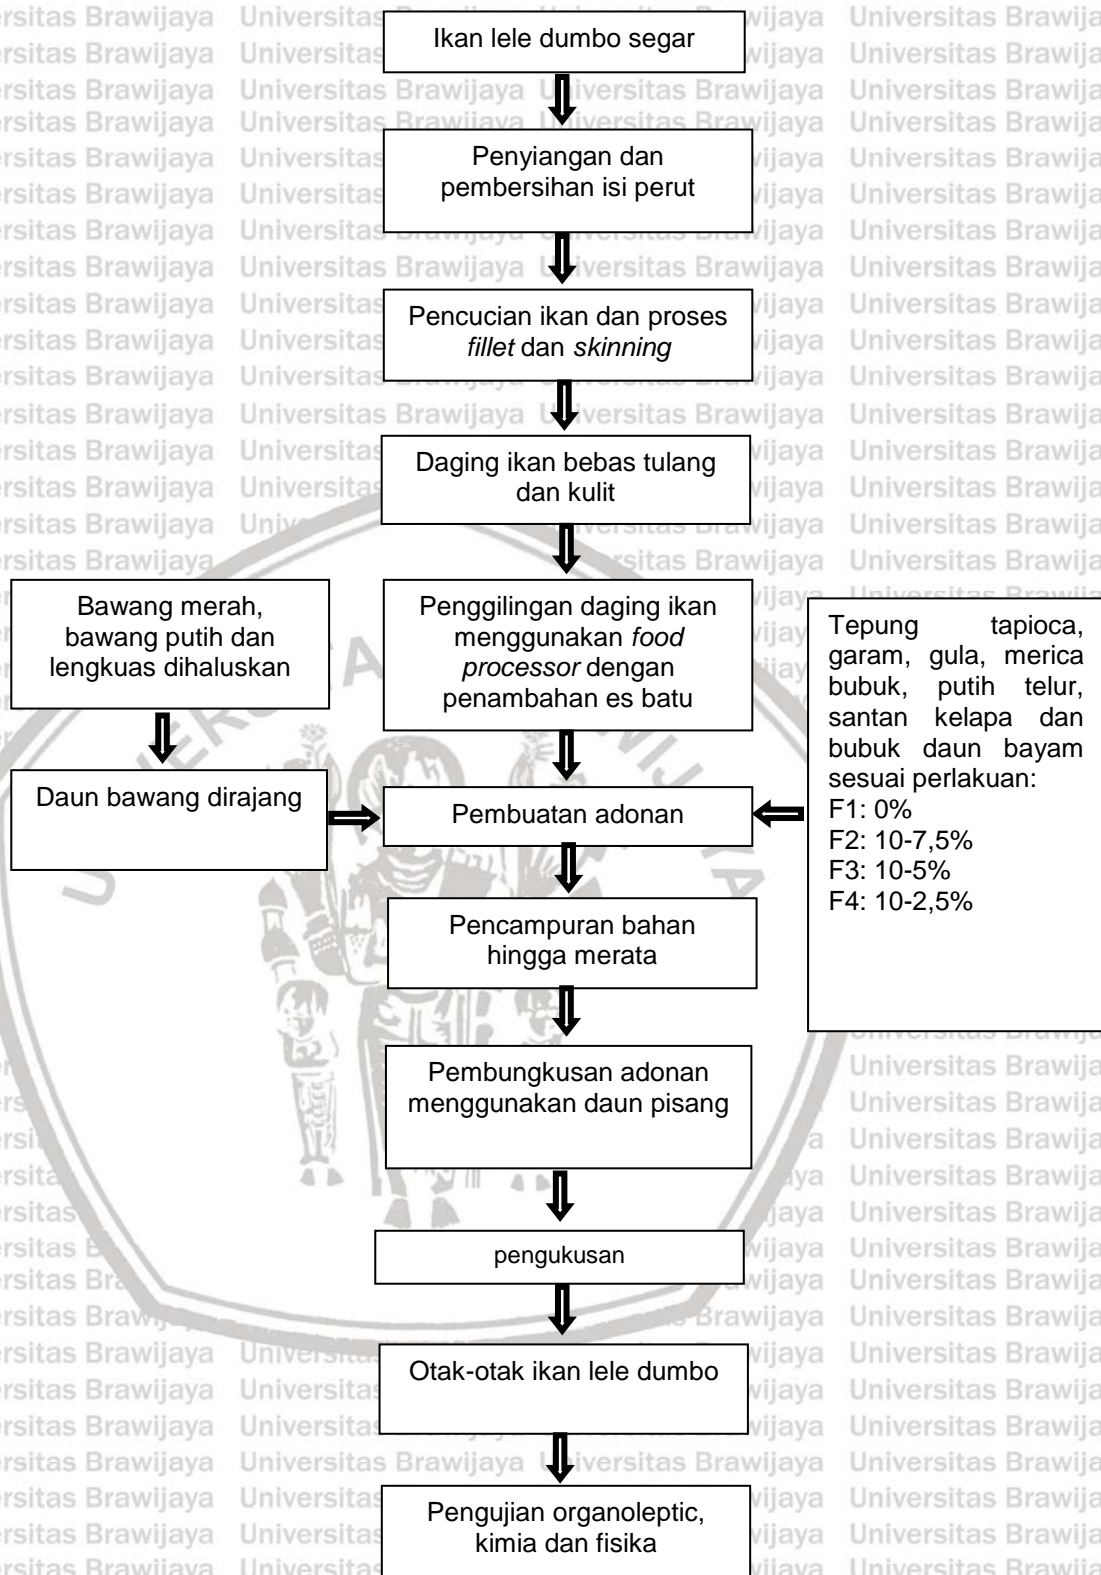 Ikan lele dumbo segar
Penyiangan dan
pembersihan isi perut
Pencucian ikan dan proses
fillet dan skinning
Daging ikan bebas tulang
dan kulit
Bawang merah,
bawang putih dan
lengkuas dihaluskan
Penggilingan daging ikan
menggunakan food
processor dengan
penambahan es batu
Tepung tapioca,
garam, gula, merica
bubuk, putih telur,
santan kelapa dan
bubuk daun bayam
sesuai perlakuan:
F1: 0%
F2: 10-7,5%
F3: 10-5%
F4: 10-2,5%
Daun bawang dirajang
Pembuatan adonan
Pencampuran bahan
hingga merata
Pembungkusan adonan
menggunakan daun pisang
pengukusan
Otak-otak ikan lele dumbo
Pengujian organoleptic,
kimia dan fisika